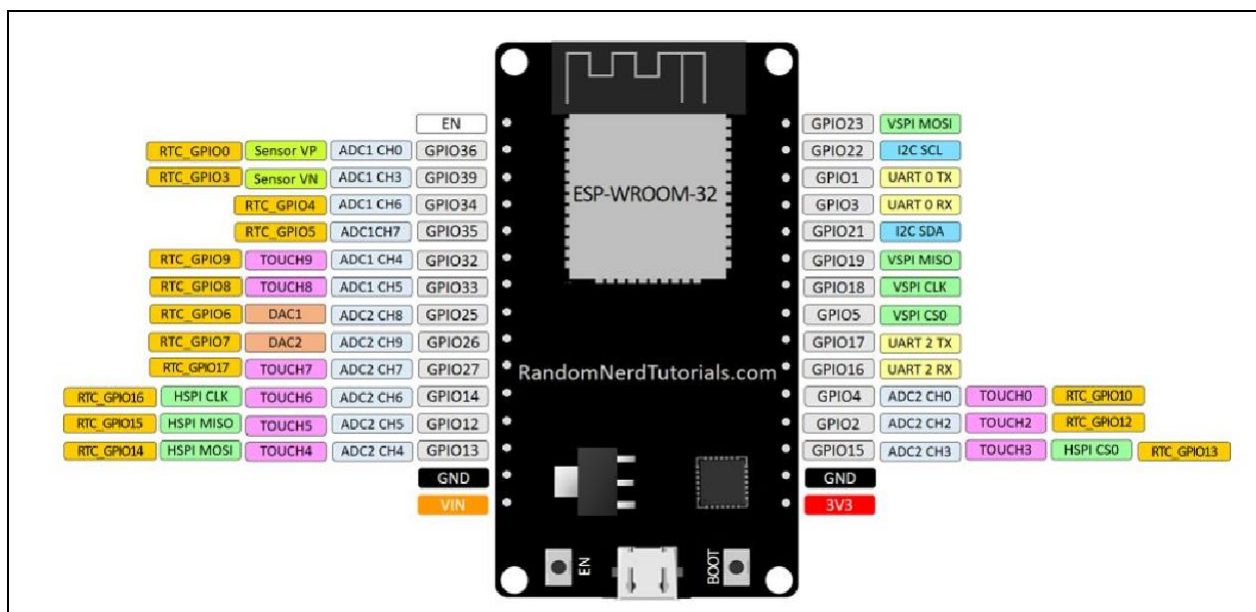 EN GPIO23 VSPI MOSI
RTC_GPIO0 Sensor VP ADC1 CH0 GPIO36 GPIO22 I2C SCL
RTC_GPIO3 Sensor VN ADC1 CH3 GPIO39 GPIO1 UART 0 TX
RTC_GPIO4 ADC1 CH6 GPIO34 ESP-WROOM-32 GPIO3 UART 0 RX
RTC_GPIO5 ADC1CH7 GPIO35 GPIO21 I2C SDA
RTC_GPIO9 TOUCH9 ADC1 CH4 GPIO32 GPIO19 VSPI MISO
RTC_GPIO8 TOUCH8 ADC1 CH5 GPIO33 GPIO18 VSPI CLK
RTC_GPIO6 DAC1 ADC2 CH8 GPIO25 GPIO5 VSPI CS0
RTC_GPIO7 DAC2 ADC2 CH9 GPIO26 GPIO17 UART 2 TX
RTC_GPIO17 TOUCH7 ADC2 CH7 GPIO27 RandomNerdTutorials.com GPIO16 UART 2 RX
RTC_GPIO16 HSPI CLK TOUCH6 ADC2 CH6 GPIO14 GPIO4 ADC2 CH0 TOUCH0 RTC_GPIO10
RTC_GPIO15 HSPI MISO TOUCH5 ADC2 CH5 GPIO12 GPIO2 ADC2 CH2 TOUCH2 RTC_GPIO12
RTC_GPIO14 HSPI MOSI TOUCH4 ADC2 CH4 GPIO13 GPIO15 ADC2 CH3 TOUCH3 HSPI CS0 RTC_GPIO13
GND GND
VIN 3V3
EN BOOT